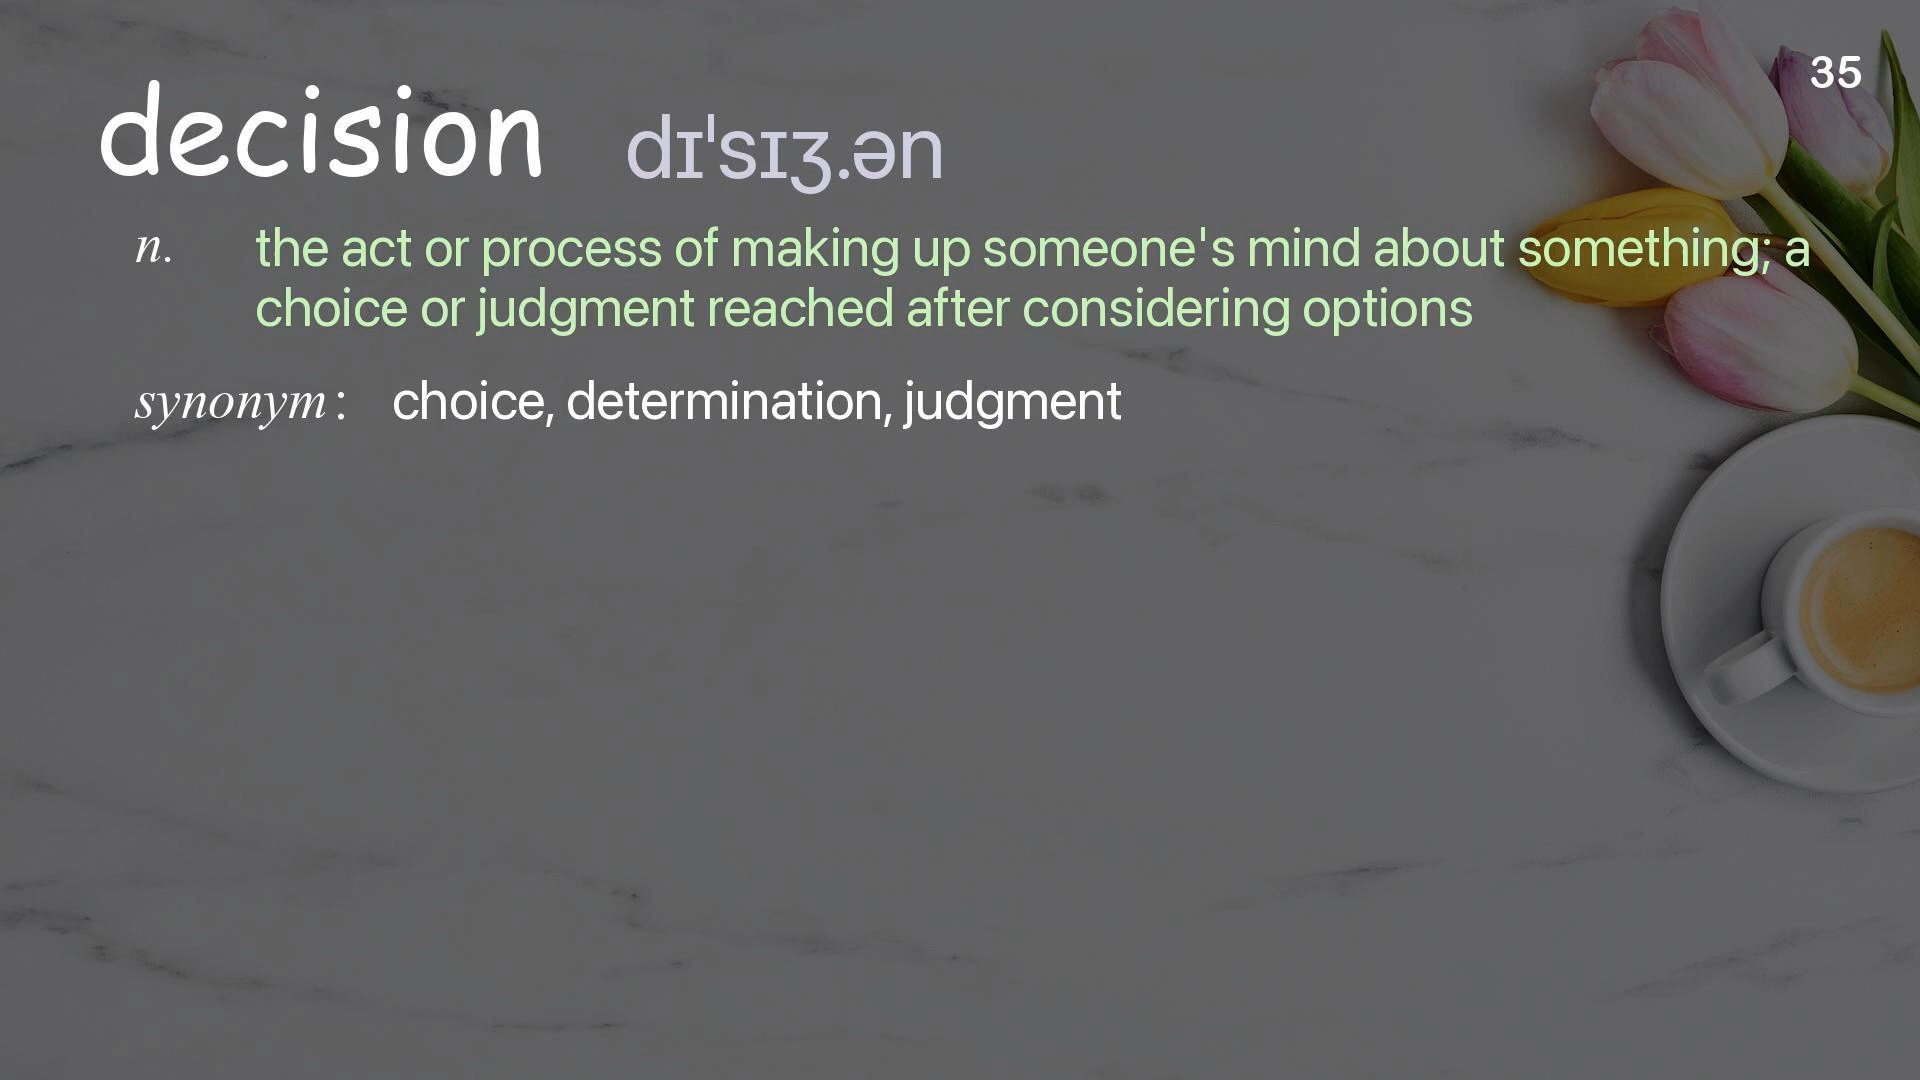 35
decision dɪˈsɪʒ.ən
n. the act or process of making up someone's mind about something; a
choice or judgment reached after considering options
synonym: choice, determination, judgment